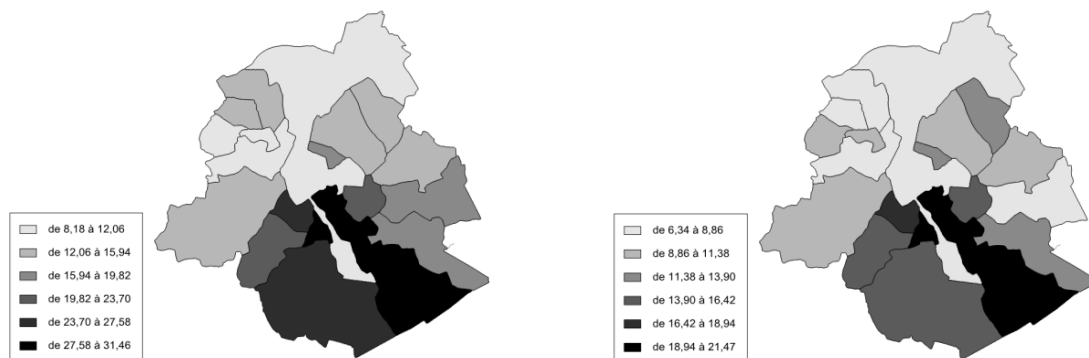 de 8,18 à 12,06
de 12,06 à 15,94
de 15,94 à 19,82
de 19,82 à 23,70
de 23,70 à 27,58
de 27,58 à 31,46
de 6,34 à 8,86
de 8,86 à 11,38
de 11,38 à 13,90
de 13,90 à 16,42
de 16,42 à 18,94
de 18,94 à 21,47